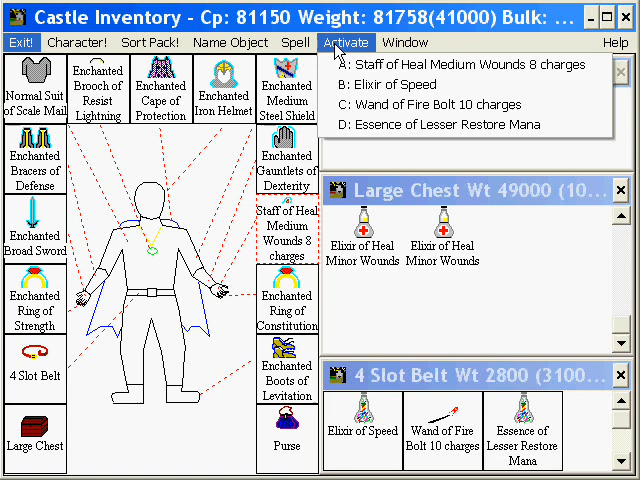 Castle Inventory - Cp: 81150 Weight: 81758(41000) Bulk: ...
Exit! Character! Sort Pack! Name Object Spell Activate Window Help
A: Staff of Heal Medium Wounds 8 charges
B: Elixir of Speed
C: Wand of Fire Bolt 10 charges
D: Essence of Lesser Restore Mana
Normal Suit
of Scale Mail
Enchanted
Brooch of
Resist
Lightning
Enchanted
Cape of
Protection
Enchanted
Iron Helmet
Enchanted
Medium
Steel Shield
Enchanted
Bracers of
Defense
Enchanted
Gauntlets of
Dexterity
Enchanted
Broad Sword
Staff of Heal
Medium
Wounds 8
charges
Enchanted
Ring of
Strength
Enchanted
Ring of
Constitution
4 Slot Belt
Enchanted
Boots of
Levitation
Large Chest
Purse
Large Chest Wt 49000 (10...
Elixir of Heal
Minor Wounds
Elixir of Heal
Minor Wounds
4 Slot Belt Wt 2800 (3100...
Elixir of Speed
Wand of Fire
Bolt 10 charges
Essence of
Lesser Restore
Mana